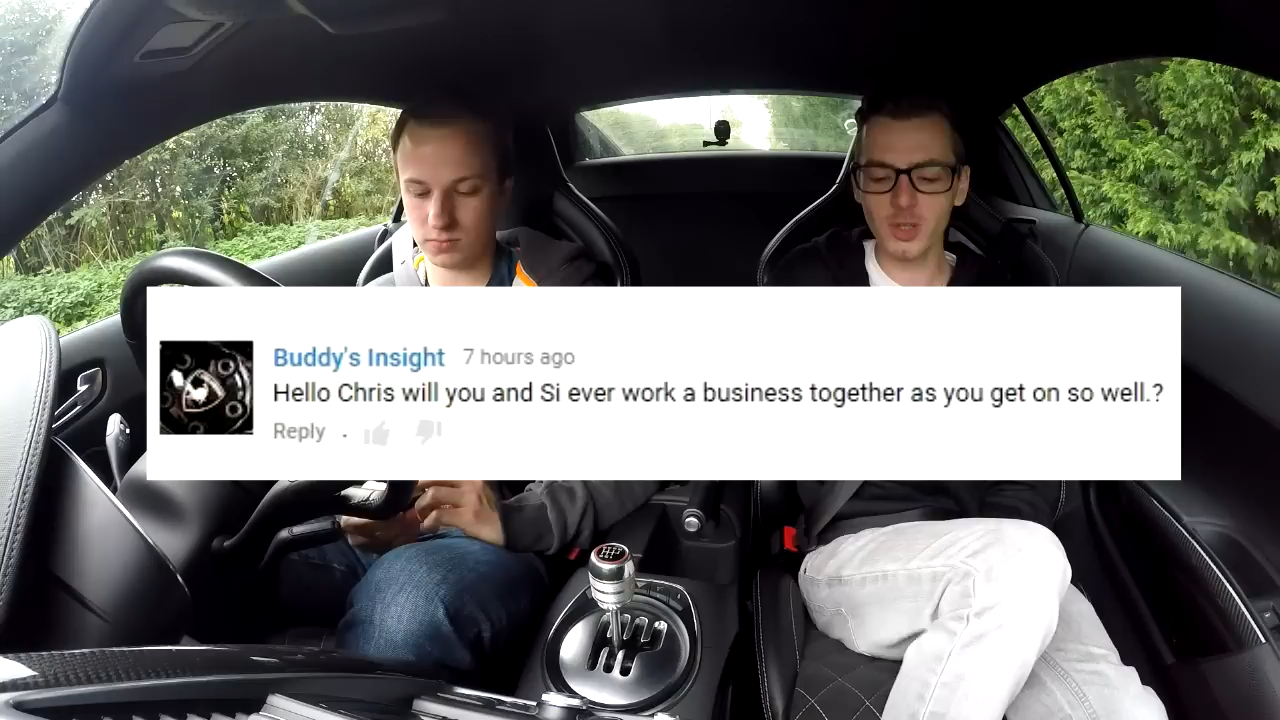 Buddy's Insight 7 hours ago
Hello Chris will you and Si ever work a business together as you get on so well.?
Reply .